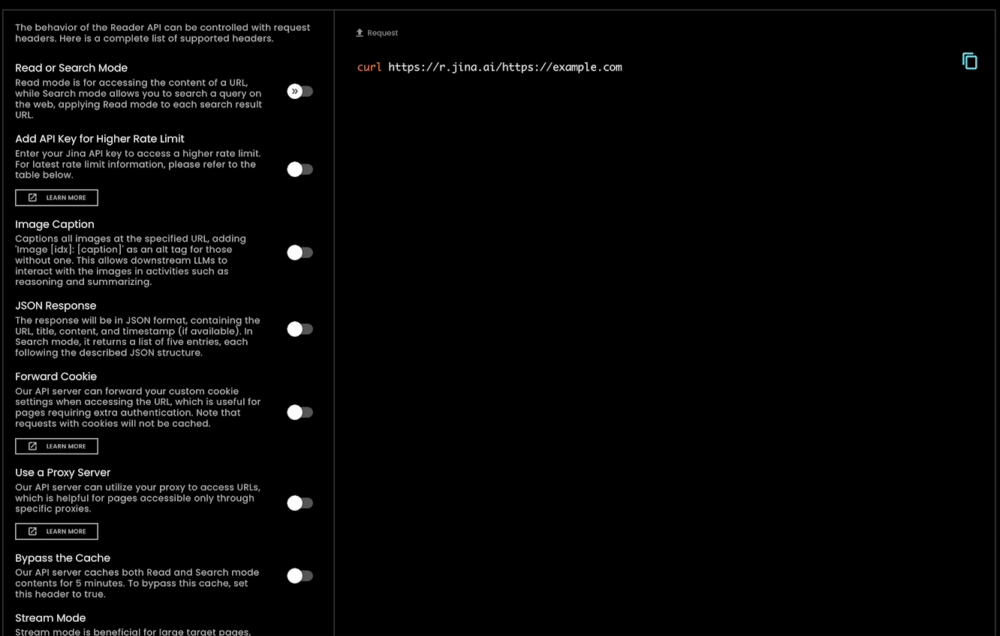 The behavior of the Reader API can be controlled with request
headers. Here is a complete list of supported headers.
Read or Search Mode
Read mode is for accessing the content of a URL,
while Search mode allows you to search a query on
the web, applying Read mode to each search result
URL.
Add API Key for Higher Rate Limit
Enter your Jina API key to access a higher rate limit.
For latest rate limit information, please refer to the
table below.
LEARN MORE
Image Caption
Captions all images at the specified URL, adding
'Image [idx]: [caption]' as an alt tag for those
without one. This allows downstream LLMs to
interact with the images in activities such as
reasoning and summarizing.
JSON Response
The response will be in JSON format, containing the
URL, title, content, and timestamp (if available). In
Search mode, it returns a list of five entries, each
following the described JSON structure.
Forward Cookie
Our API server can forward your custom cookie
settings when accessing the URL, which is useful for
pages requiring extra authentication. Note that
requests with cookies will not be cached.
LEARN MORE
Use a Proxy Server
Our API server can utilize your proxy to access URLs,
which is helpful for pages accessible only through
specific proxies.
LEARN MORE
Bypass the Cache
Our API server caches both Read and Search mode
contents for 5 minutes. To bypass this cache, set
this header to true.
Stream Mode
Stream mode is beneficial for large target pages,
Request
curl https://r.jina.ai/https://example.com